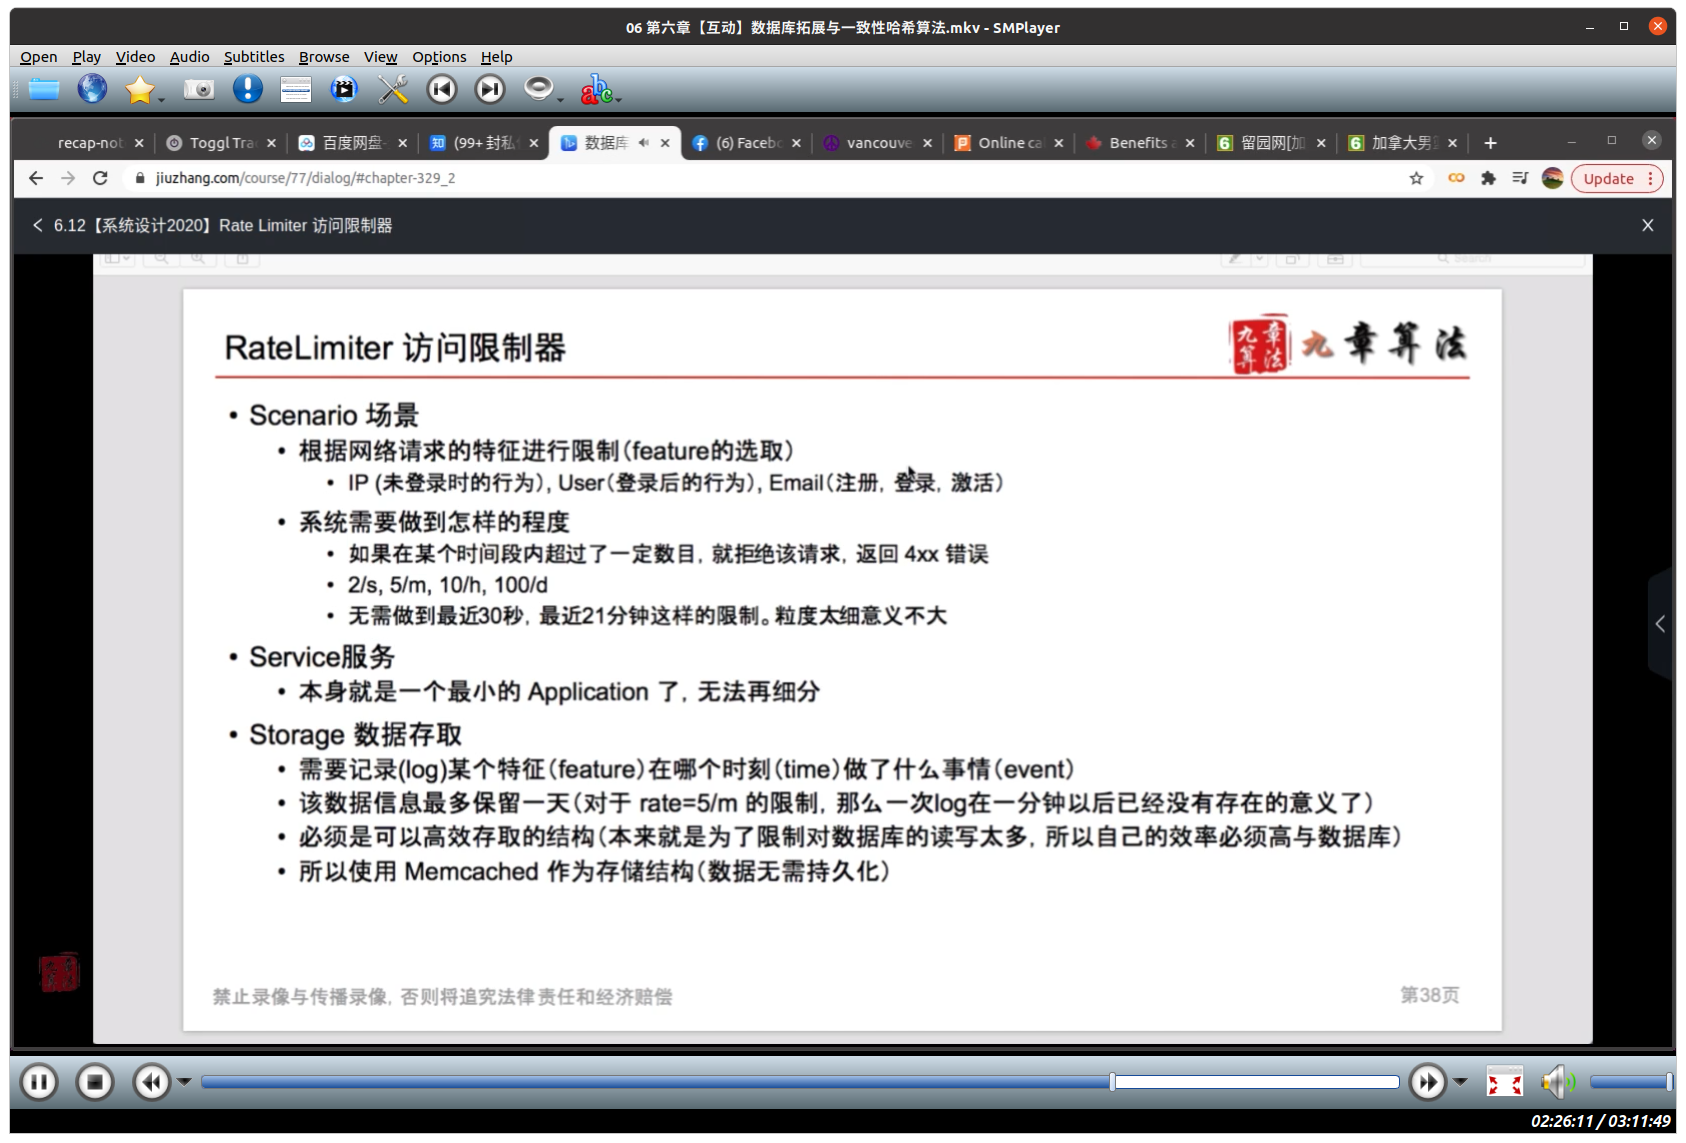 06 第六章【互动】数据库拓展与一致性哈希算法.mkv - SMPlayer
Open Play Video Audio Subtitles Browse View Options Help
recap-not Toggl Tra 百度网盘- (99+ 封私 数据库 (6) Facebo vancouve Online ca Benefits a 留园网[加 加拿大男
jiuzhang.com/course/77/dialog/#chapter-329_2 Update
6.12【系统设计2020】Rate Limiter 访问限制器
Search
RateLimiter 访问限制器
九章算法 九章算法
• Scenario 场景
• 根据网络请求的特征进行限制（feature的选取）
• IP (未登录时的行为), User（登录后的行为）, Email（注册，登录，激活）
• 系统需要做到怎样的程度
• 如果在某个时间段内超过了一定数目，就拒绝该请求，返回 4xx 错误
• 2/s, 5/m, 10/h, 100/d
• 无需做到最近30秒，最近21分钟这样的限制。粒度太细意义不大
• Service服务
• 本身就是一个最小的 Application 了，无法再细分
• Storage 数据存取
• 需要记录(log)某个特征（feature）在哪个时刻（time）做了什么事情（event）
• 该数据信息最多保留一天（对于 rate=5/m 的限制，那么一次log在一分钟以后已经没有存在的意义了）
• 必须是可以高效存取的结构（本来就是为了限制对数据库的读写太多，所以自己的效率必须高与数据库）
• 所以使用 Memcached 作为存储结构（数据无需持久化）
禁止录像与传播录像，否则将追究法律责任和经济赔偿
第38页
02:26:11 / 03:11:49